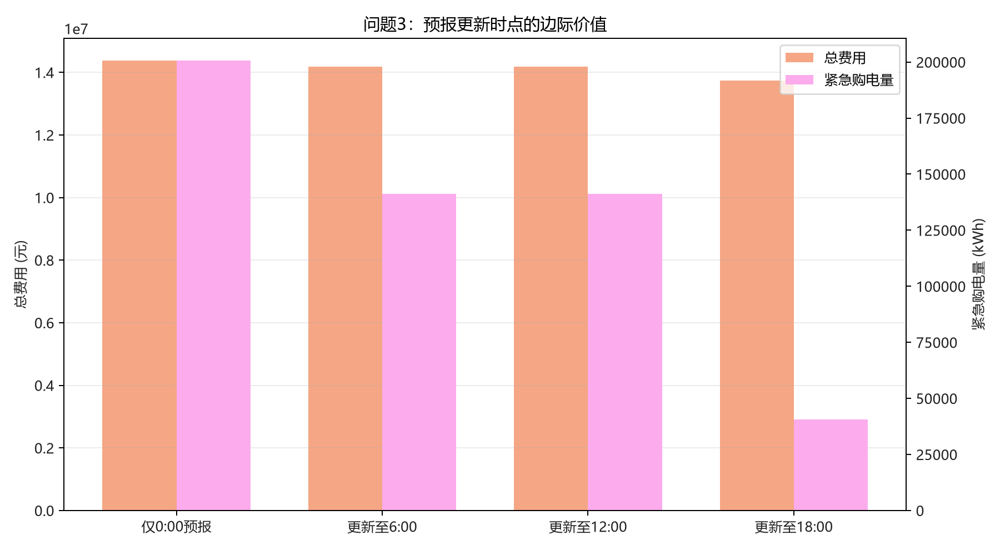 问题3：预报更新时点的边际价值
1e7
总费用
紧急购电量
1.4
1.2
1.0
0.8
0.6
0.4
0.2
0.0
总费用 (元)
200000
175000
150000
125000
100000
75000
50000
25000
0
紧急购电量 (kWh)
仅0:00预报
更新至6:00
更新至12:00
更新至18:00